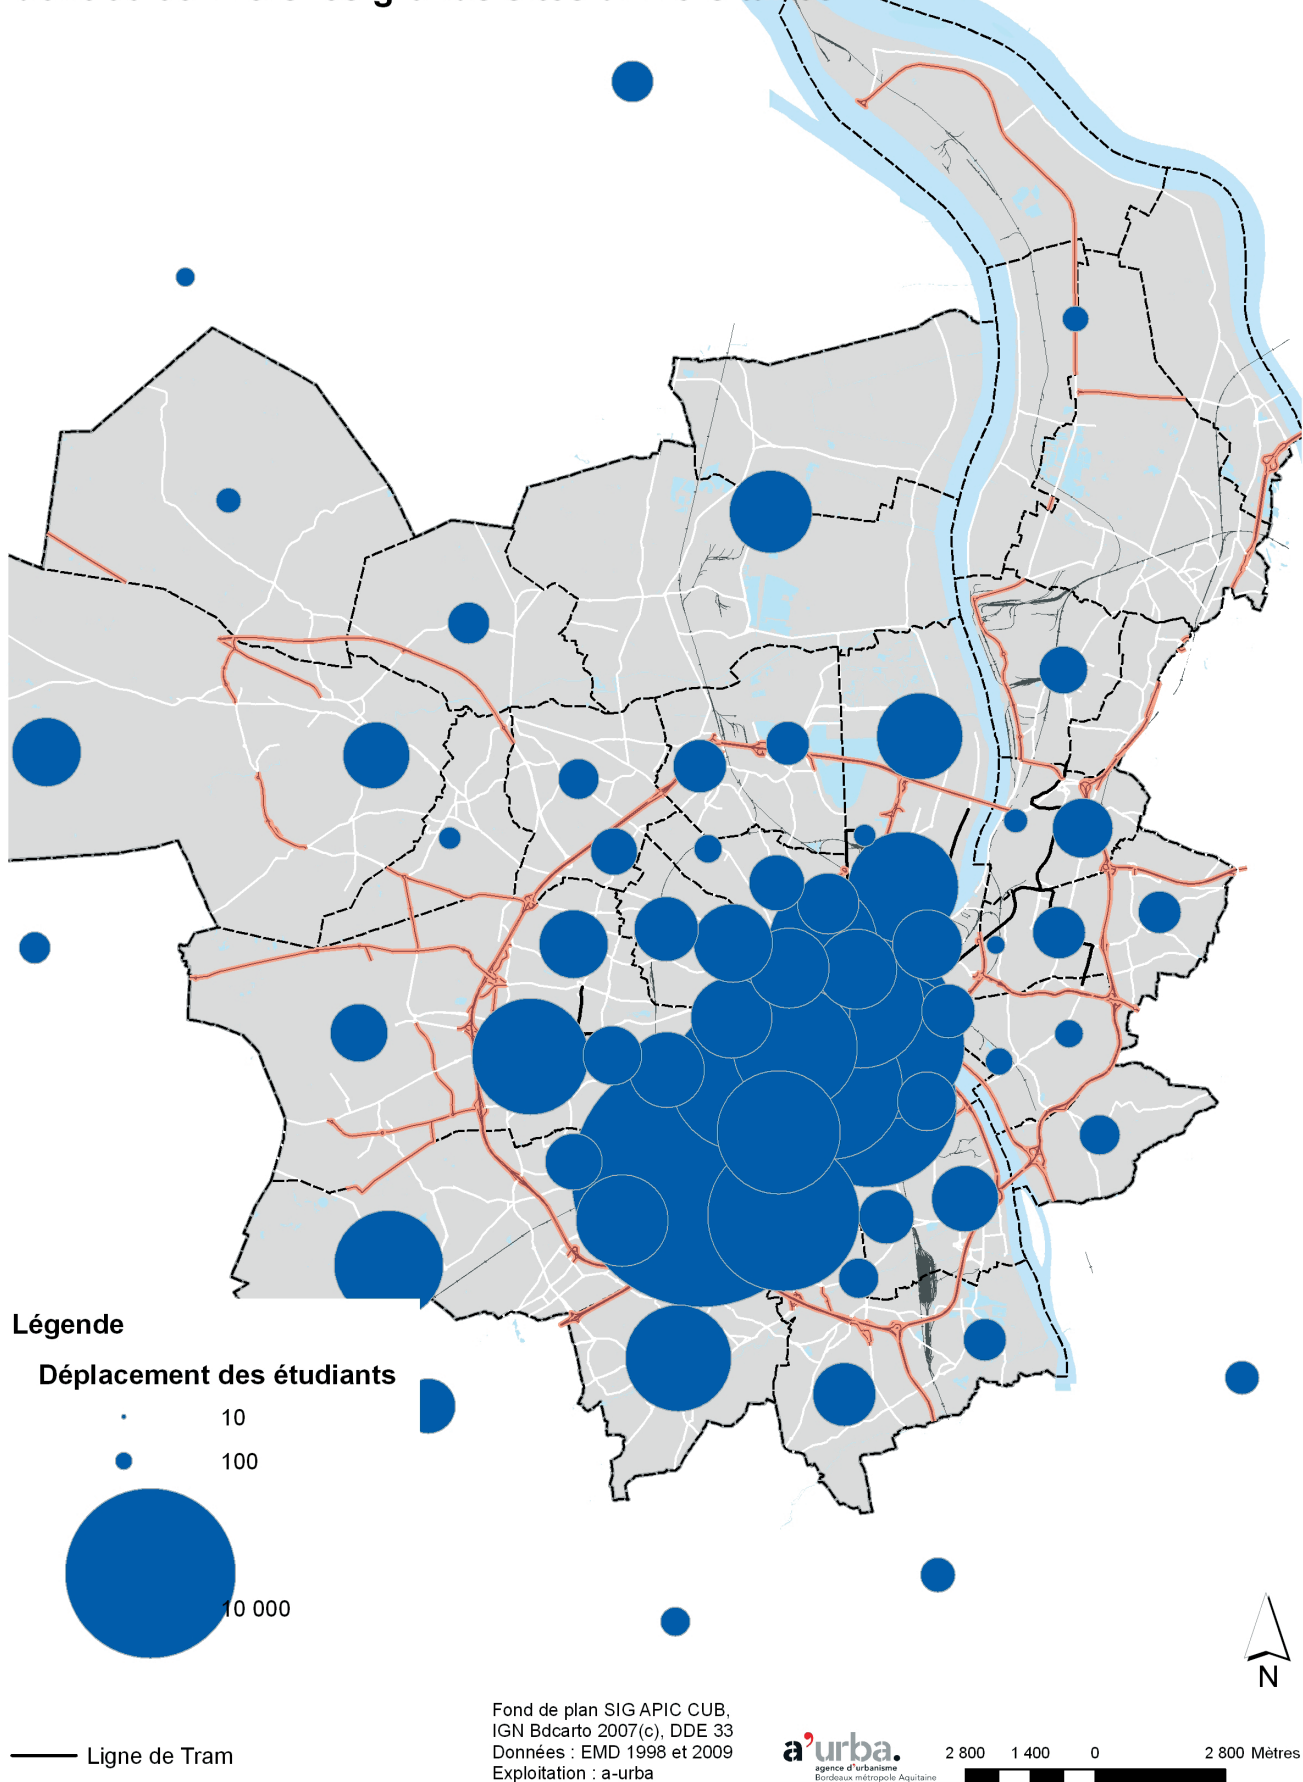 Légende
Déplacement des étudiants
10
100
10 000
Ligne de Tram
Fond de plan SIG APIC CUB,
IGN Bdcarto 2007(c), DDE 33
Données : EMD 1998 et 2009
Exploitation : a-urba
a'urba.
agence d'urbanisme
Bordeaux métropole Aquitaine
N
2 800 1 400 0 2 800 Mètres